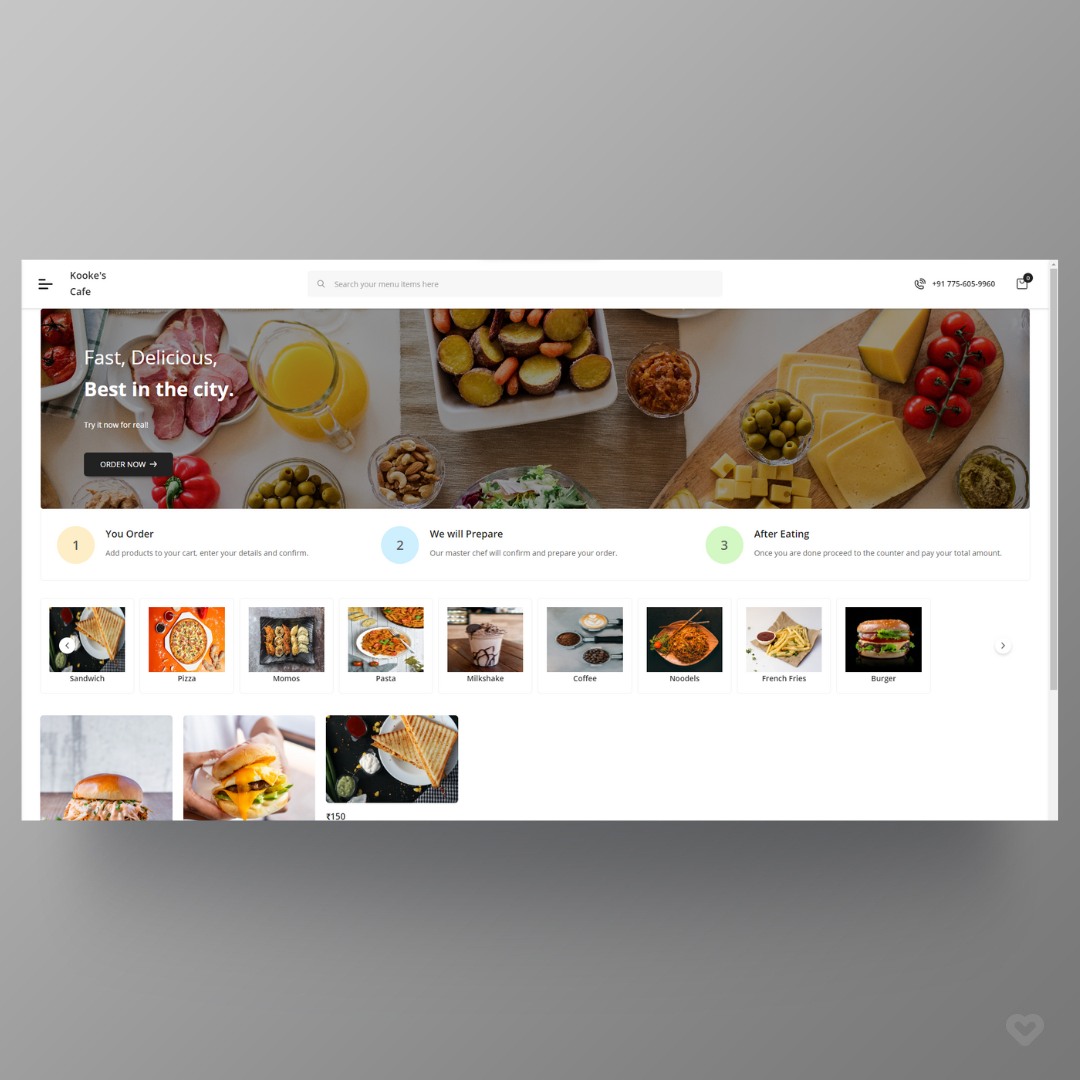 Kooke's
Cafe
Search your menu items here
+91 775-605-9960
0
Fast, Delicious,
Best in the city.
Try it now for real!
ORDER NOW →
1
You Order
Add products to your cart, enter your details and confirm.
2
We will Prepare
Our master chef will confirm and prepare your order.
3
After Eating
Once you are done proceed to the counter and pay your total amount.
Sandwich
Pizza
Momos
Pasta
Milkshake
Coffee
Noodels
French Fries
Burger
₹150